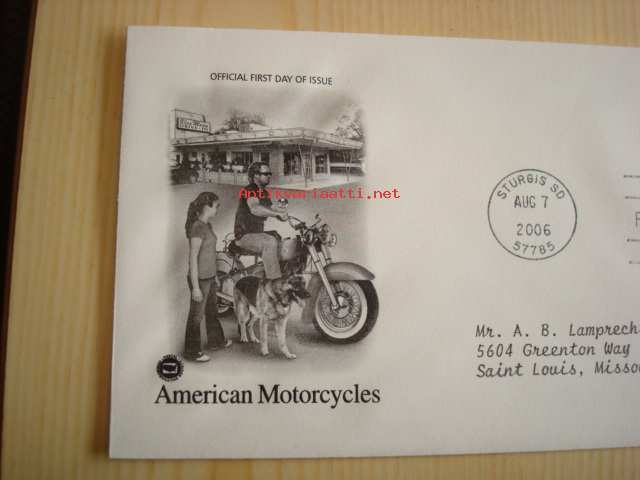 OFFICIAL FIRST DAY OF ISSUE
Antikvariaatti.net
STURGIS SD
AUG 7
2006
57785
Mr. A. B. Lamprech
5604 Greenton Way
Saint Louis, Misso
American Motorcycles